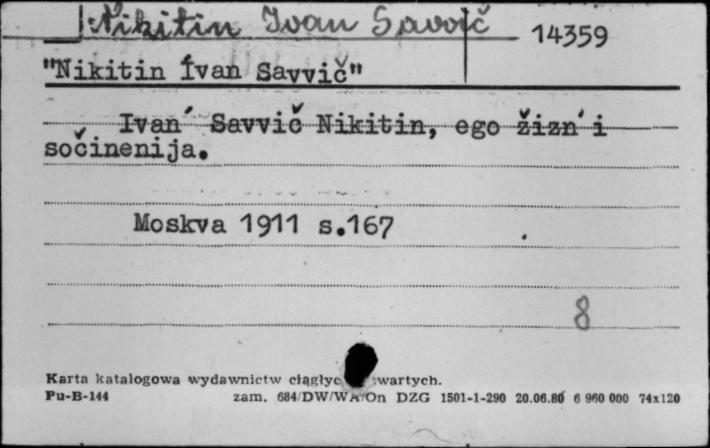 Nikitin Ivan Savvič 14359
"Nikitin Ivan Savvič"
Ivan Savvič Nikitin, ego žizn' i
sočinenija.
Moskva 1911 s.167
8
Karta katalogowa wydawnictw ciągłyc wartych.
Pu-B-144 zam. 684/DW/WA/On DZG 1501-1-290 20.06.80 6 960 000 74x120